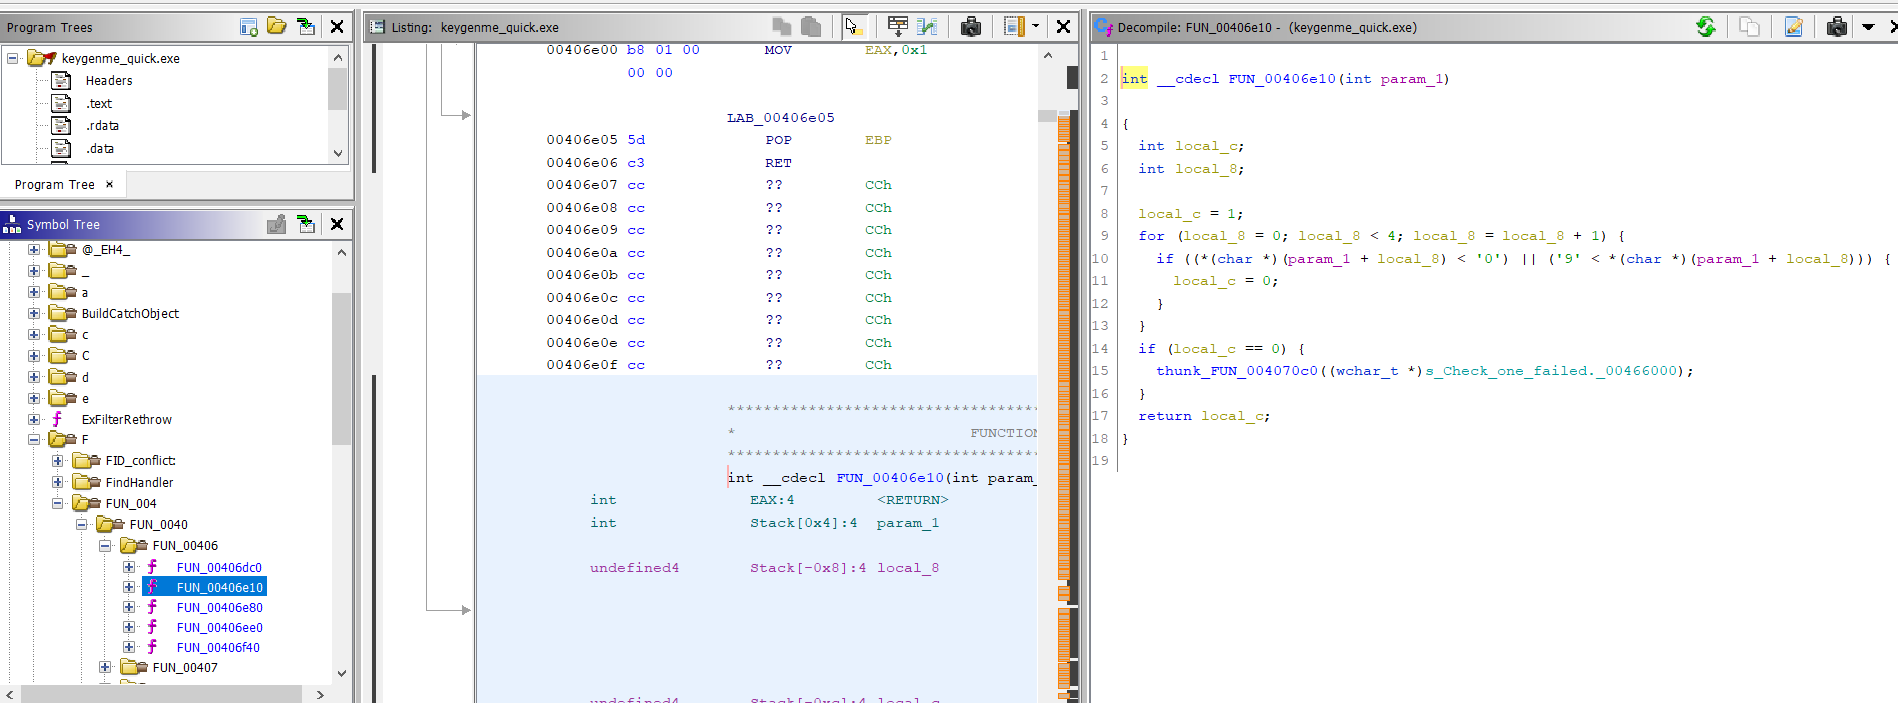 Program Trees
keygenme_quick.exe
Headers
.text
.rdata
.data
Program Tree ×
Symbol Tree
@_EH4_
_
a
BuildCatchObject
c
C
d
e
ExFilterRethrow
F
FID_conflict:
FindHandler
FUN_004
FUN_0040
FUN_00406
FUN_00406dc0
FUN_00406e10
FUN_00406e80
FUN_00406ee0
FUN_00406f40
FUN_00407
Listing: keygenme_quick.exe
00406e00 b8 01 00 MOV EAX,0x1
00 00
LAB_00406e05
00406e05 5d POP EBP
00406e06 c3 RET
00406e07 cc ?? CCh
00406e08 cc ?? CCh
00406e09 cc ?? CCh
00406e0a cc ?? CCh
00406e0b cc ?? CCh
00406e0c cc ?? CCh
00406e0d cc ?? CCh
00406e0e cc ?? CCh
00406e0f cc ?? CCh
***********************************
* FUNCTION
***********************************
int __cdecl FUN_00406e10(int param_
int EAX:4 <RETURN>
int Stack[0x4]:4 param_1
undefined4 Stack[-0x8]:4 local_8
undefined4 Stack[-0xc]:4 local_c
Decompile: FUN_00406e10 - (keygenme_quick.exe)
1
2 int __cdecl FUN_00406e10(int param_1)
3
4 {
5 int local_c;
6 int local_8;
7
8 local_c = 1;
9 for (local_8 = 0; local_8 < 4; local_8 = local_8 + 1) {
10 if ((*(char *)(param_1 + local_8) < '0') || ('9' < *(char *)(param_1 + local_8))) {
11 local_c = 0;
12 }
13 }
14 if (local_c == 0) {
15 thunk_FUN_004070c0((wchar_t *)s_Check_one_failed._00466000);
16 }
17 return local_c;
18 }
19